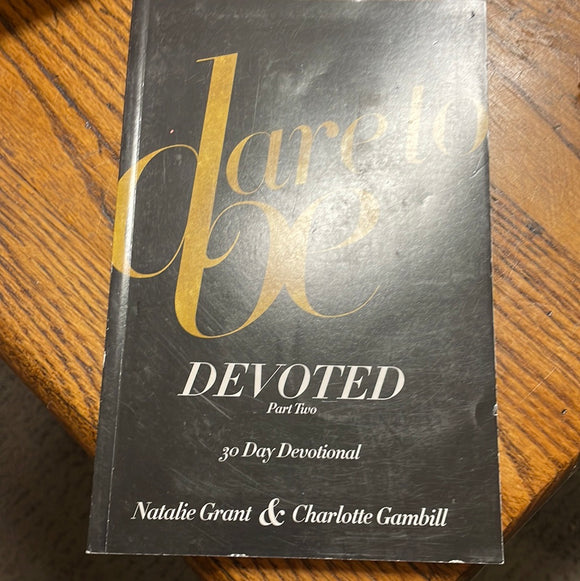 dare to
be
DEVOTED
Part Two
30 Day Devotional
Natalie Grant & Charlotte Gambill